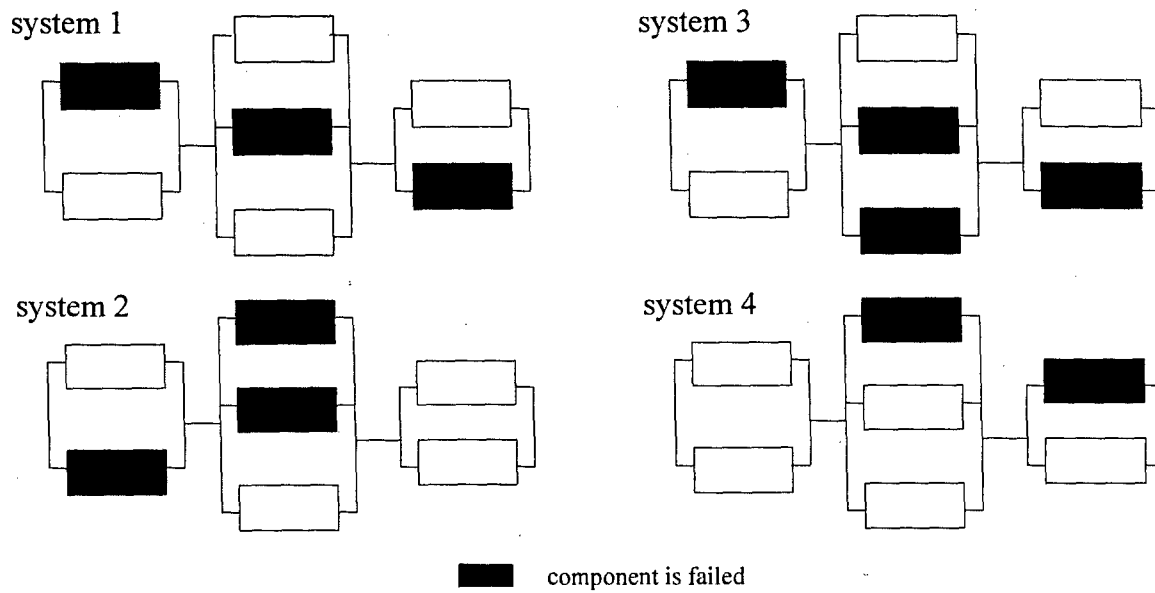 system 1
system 3
system 2
system 4
component is failed